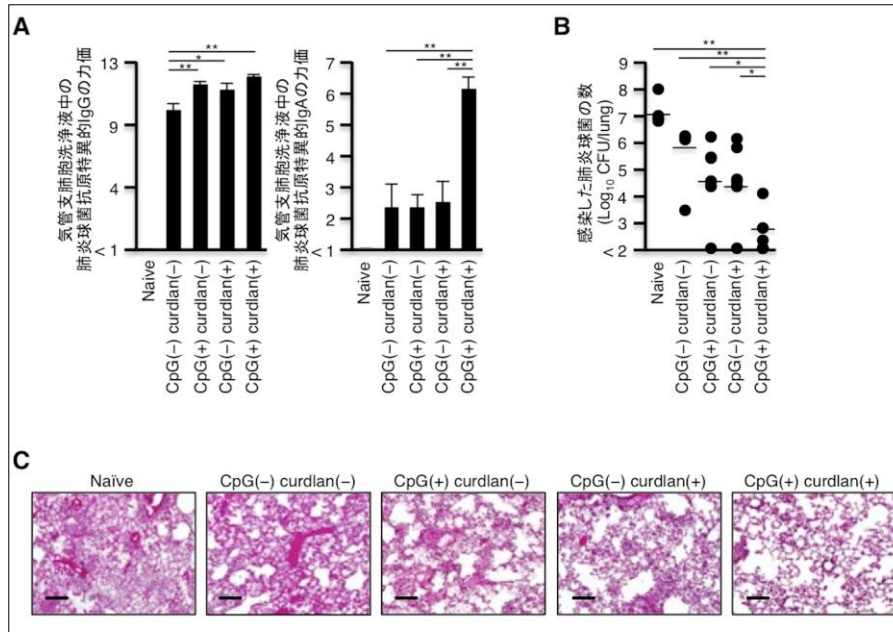 A
気管支肺胞洗浄液中の
肺炎球菌抗原特異的IgGの力価
13
9
4
< 1
**
*
**
Naive
CpG(−) curdlan(−)
CpG(+) curdlan(−)
CpG(−) curdlan(+)
CpG(+) curdlan(+)
気管支肺胞洗浄液中の
肺炎球菌抗原特異的IgAの力価
7
6
5
4
3
2
< 1
**
**
**
Naive
CpG(−) curdlan(−)
CpG(+) curdlan(−)
CpG(−) curdlan(+)
CpG(+) curdlan(+)
B
感染した肺炎球菌の数
(Log10 CFU/lung)
9
8
7
6
5
4
3
< 2
**
**
*
*
Naive
CpG(−) curdlan(−)
CpG(+) curdlan(−)
CpG(−) curdlan(+)
CpG(+) curdlan(+)
C
Naïve
CpG(−) curdlan(−)
CpG(+) curdlan(−)
CpG(−) curdlan(+)
CpG(+) curdlan(+)